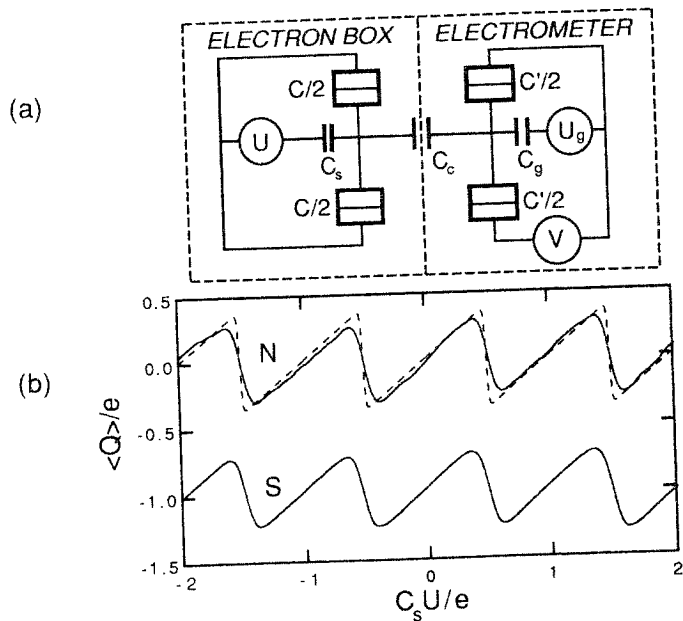 (a)
ELECTRON BOX
ELECTROMETER
C/2
C'/2
U
C_s
C_c
C_g
U_g
C/2
C'/2
V
(b)
<Q>/e
0.5
0.0
-0.5
-1.0
-1.5
N
S
-2
-1
0
1
2
C_sU/e